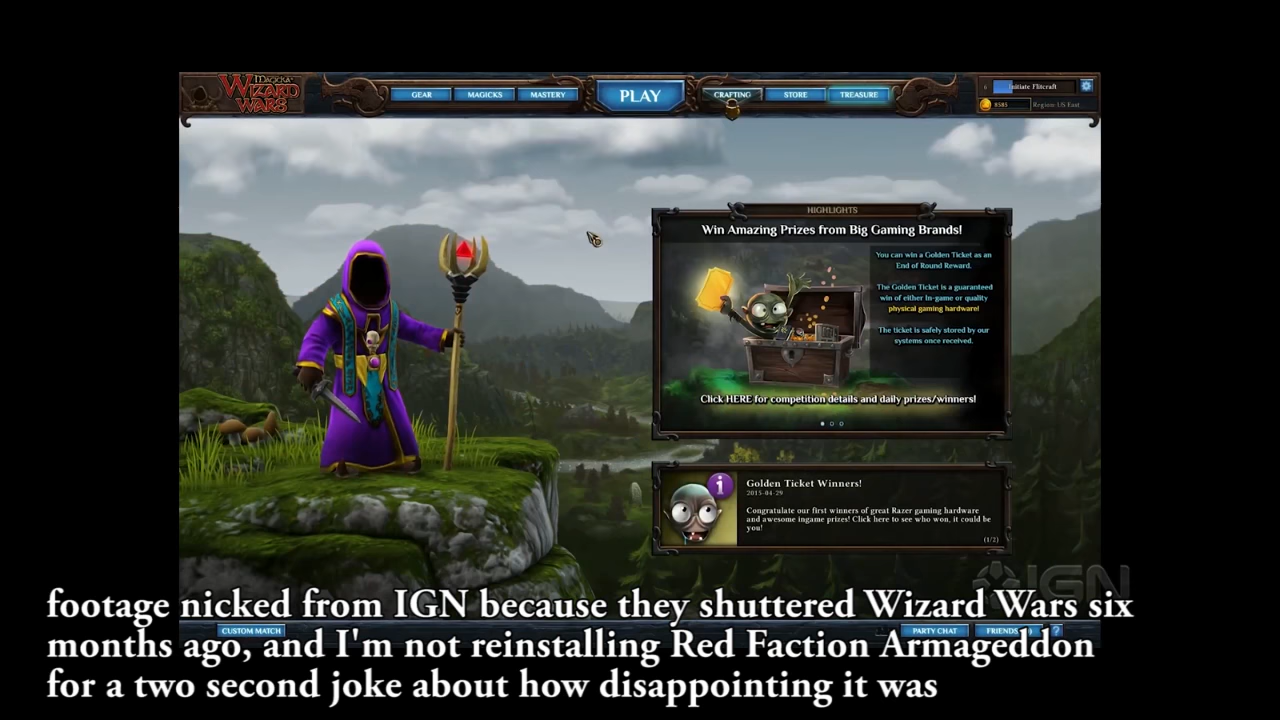 MAGICKA
WIZARD
WARS
GEAR
MAGICKS
MASTERY
PLAY
CRAFTING
STORE
TREASURE
Initiate Flitcraft
8585
Region: US East
HIGHLIGHTS
Win Amazing Prizes from Big Gaming Brands!
You can win a Golden Ticket as an
End of Round Reward.
The Golden Ticket is a guaranteed
win of either In-game or quality
physical gaming hardware!
The ticket is safely stored by our
systems once received.
Click HERE for competition details and daily prizes/winners!
Golden Ticket Winners!
2015-04-29
Congratulate our first winners of great Razer gaming hardware
and awesome ingame prizes! Click here to see who won, it could be
you!
(1/2)
IGN
footage nicked from IGN because they shuttered Wizard Wars six
months ago, and I'm not reinstalling Red Faction Armageddon
for a two second joke about how disappointing it was
CUSTOM MATCH
PARTY CHAT
FRIENDS
?